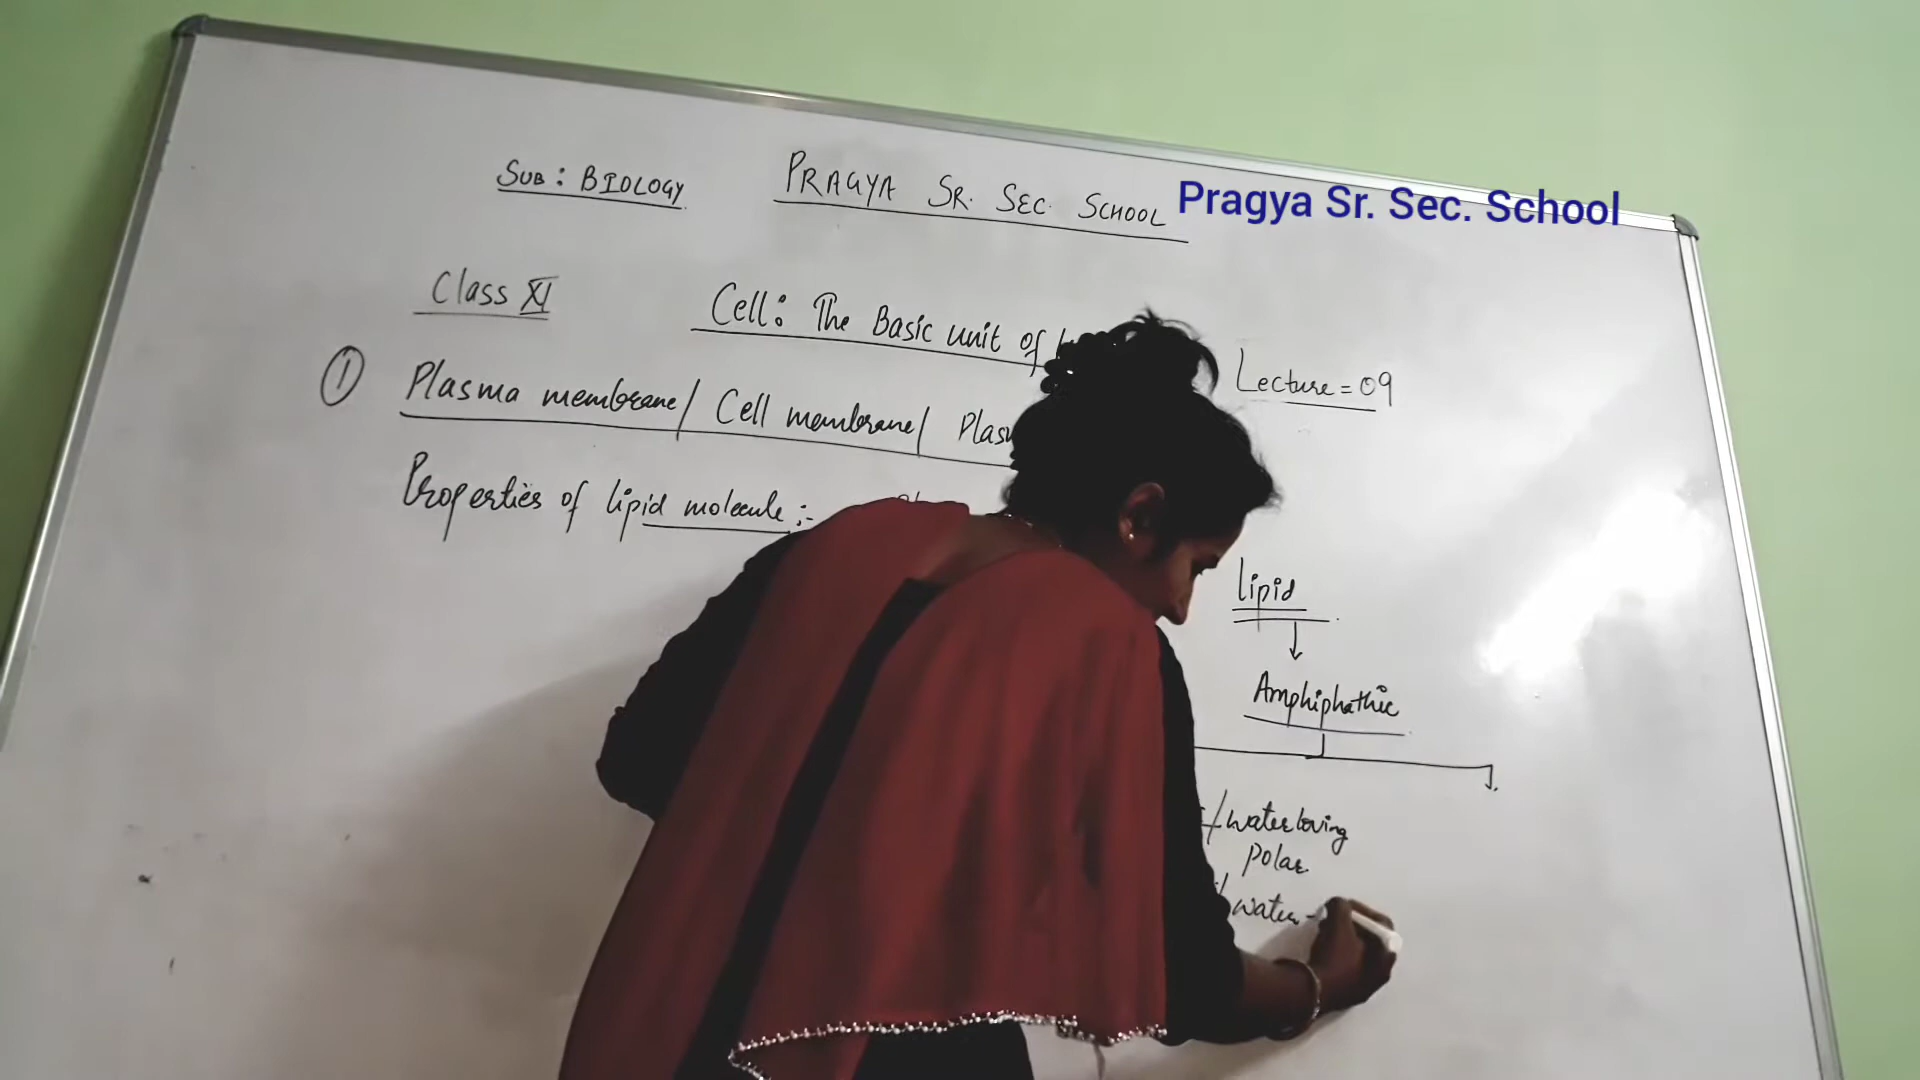 SUB : BIOLOGY PRAGYA SR. SEC. SCHOOL Pragya Sr. Sec. School
Class XI Cell: The Basic unit of
Lecture = 09
① Plasma membrane/ Cell membrane/
Properties of lipid molecule :-
lipid
Amphiphathic
/water loving
polar
water-